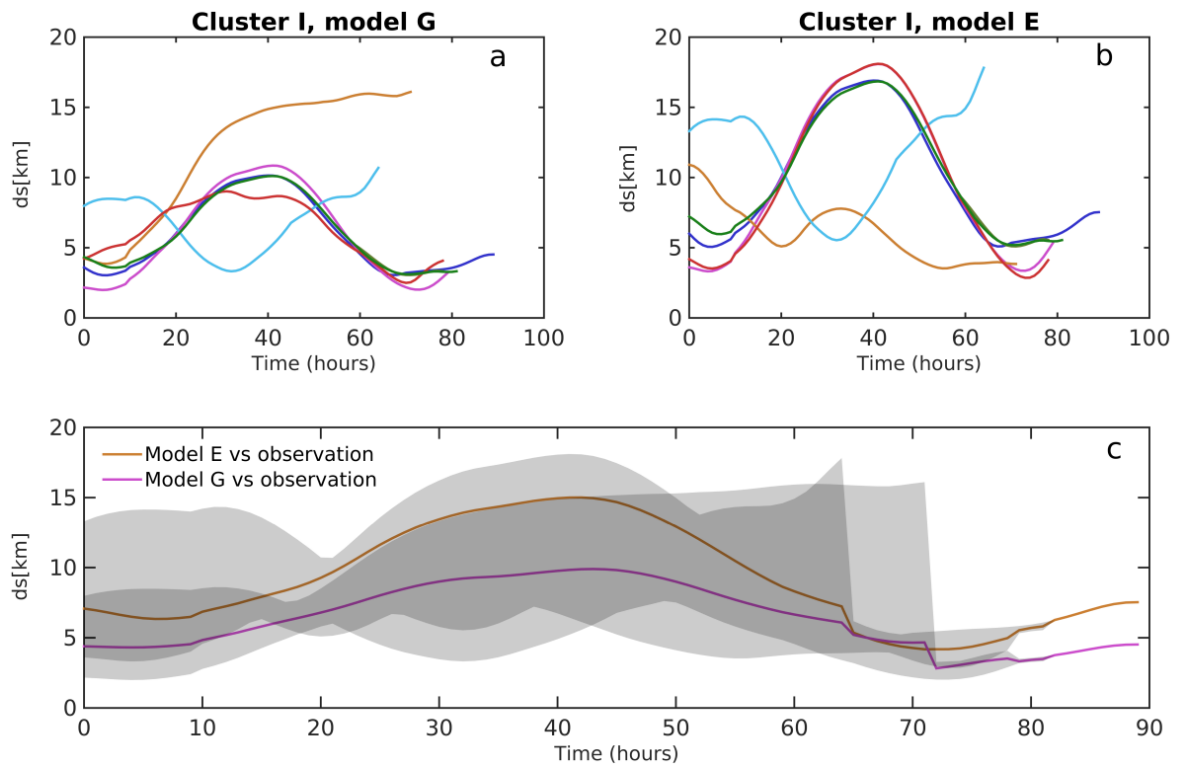 Cluster I, model G
a
20
15
10
5
0
ds[km]
0 20 40 60 80 100
Time (hours)
Cluster I, model E
b
20
15
10
5
0
ds[km]
0 20 40 60 80 100
Time (hours)
c
Model E vs observation
Model G vs observation
20
15
10
5
0
ds[km]
0 10 20 30 40 50 60 70 80 90
Time (hours)